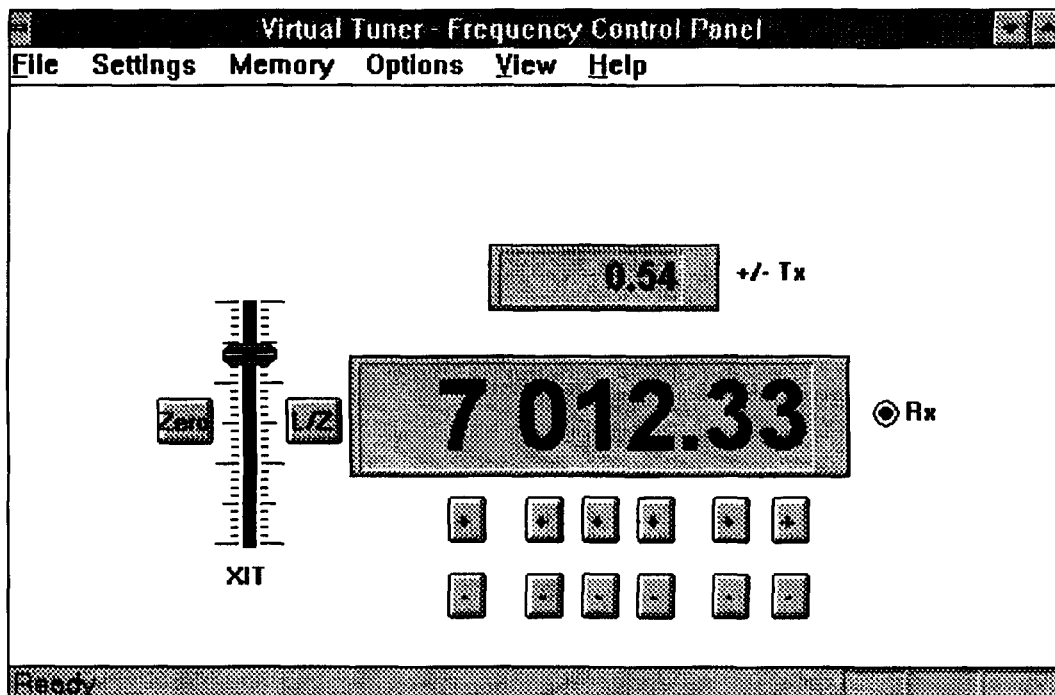 Virtual Tuner - Frequency Control Panel
File Settings Memory Options View Help
0.54 +/- Tx
7 012.33 Rx
Zero L/Z
+ + + + + +
XIT
- - - - - -
Ready